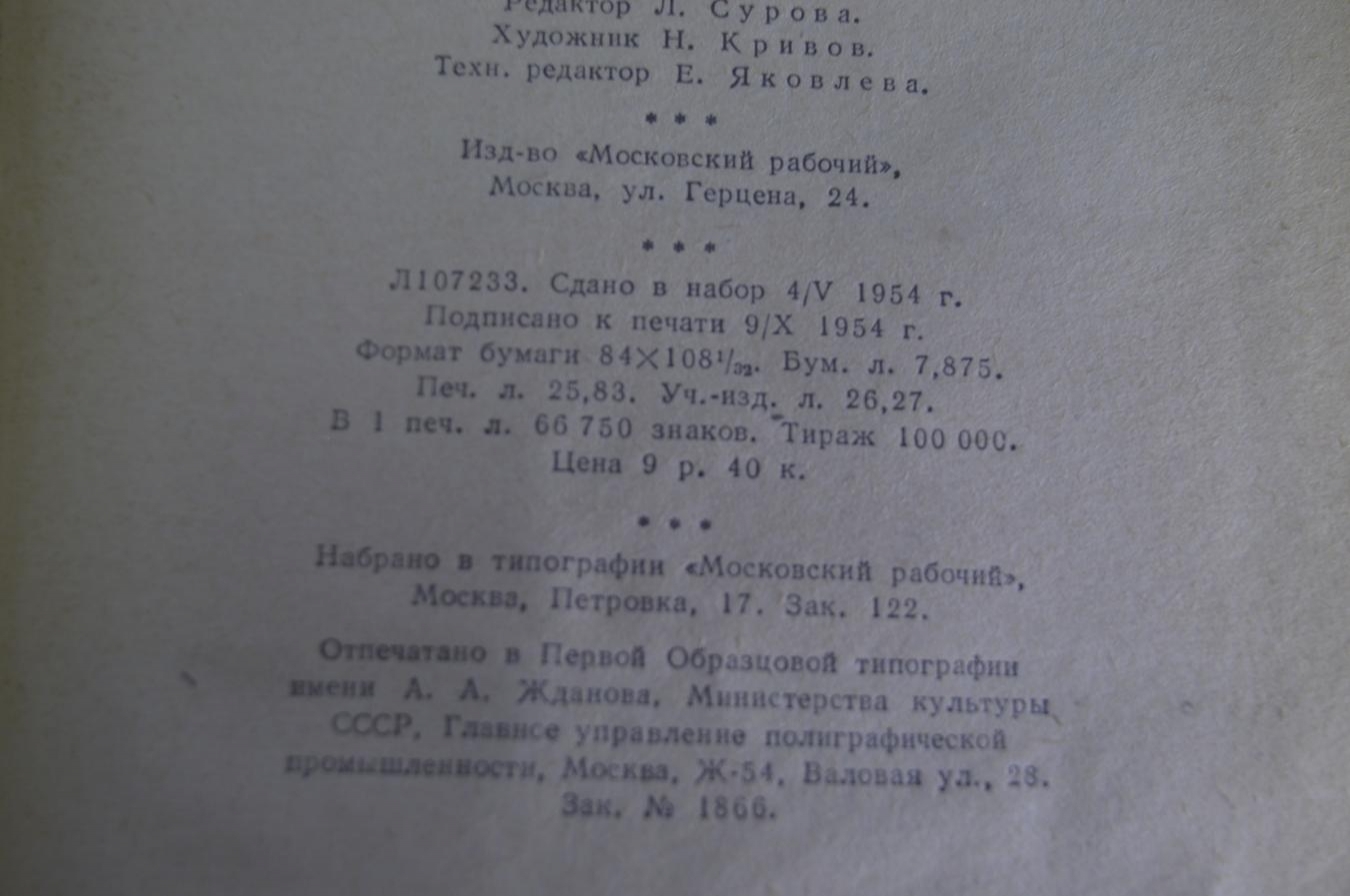 Редактор Л. Сурова.
Художник Н. Кривов.
Техн. редактор Е. Яковлева.
* * *
Изд-во «Московский рабочий»,
Москва, ул. Герцена, 24.
* * *
Л107233. Сдано в набор 4/V 1954 г.
Подписано к печати 9/X 1954 г.
Формат бумаги 84×108¹/₃₂. Бум. л. 7,875.
Печ. л. 25,83. Уч.-изд. л. 26,27.
В 1 печ. л. 66 750 знаков. Тираж 100 000.
Цена 9 р. 40 к.
* * *
Набрано в типографии «Московский рабочий»,
Москва, Петровка, 17. Зак. 122.
Отпечатано в Первой Образцовой типографии
имени А. А. Жданова, Министерства культуры
СССР, Главнсе управление полиграфической
промышленности, Москва, Ж-54, Валовая ул., 28.
Зак. № 1866.